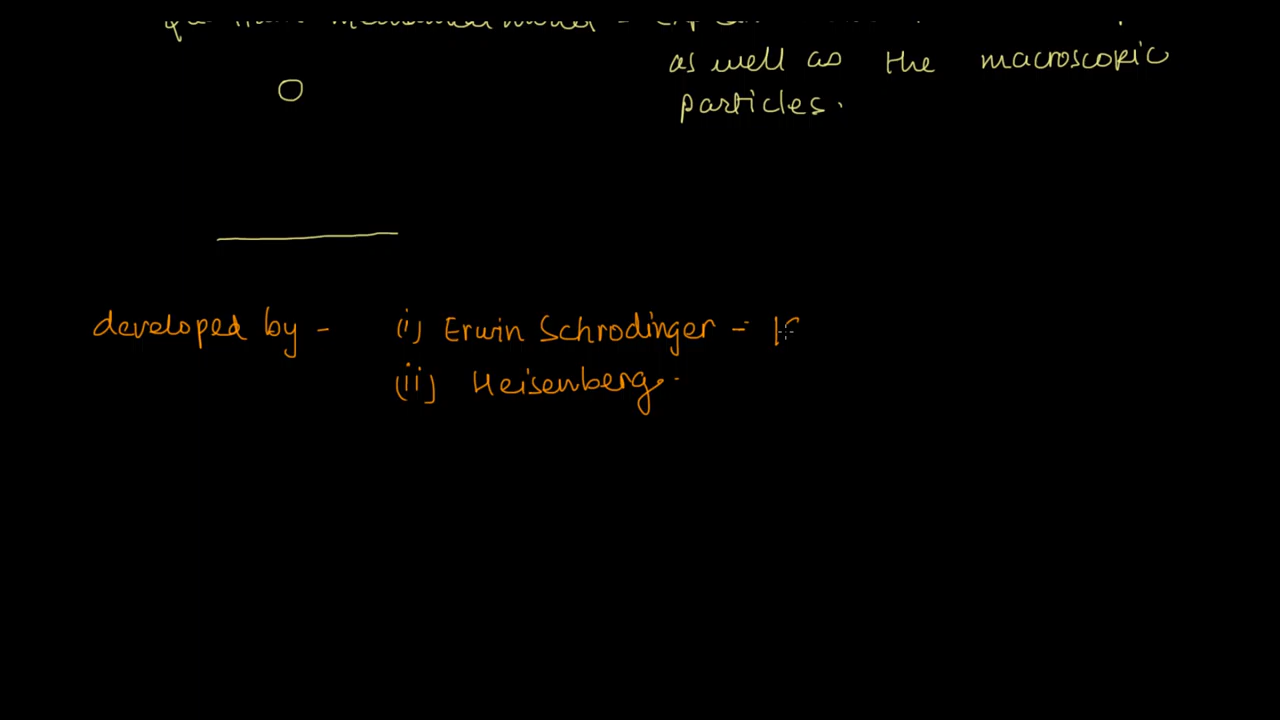 as well as the macroscopic
particles.
developed by - (i) Erwin Schrodinger -
(ii) Heisenberg.